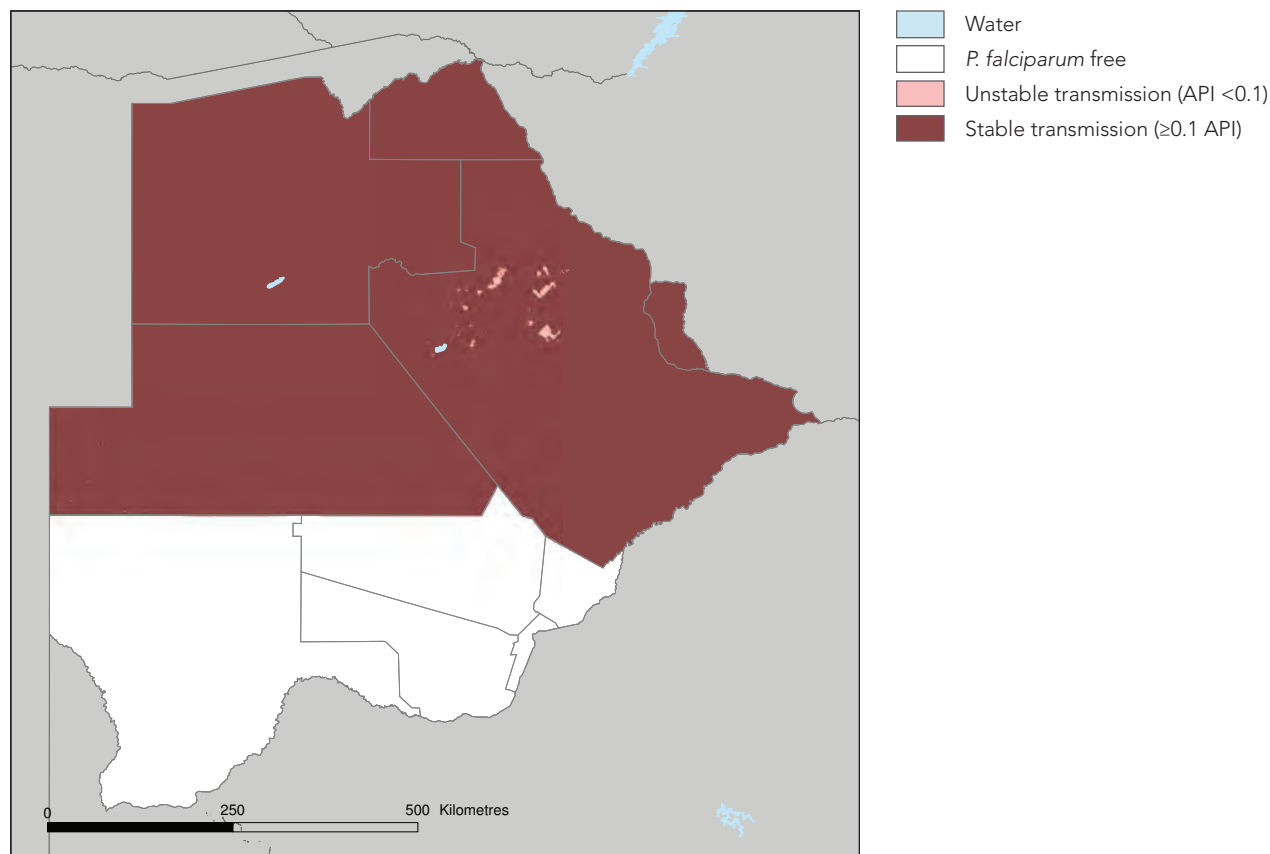 Water
P. falciparum free
Unstable transmission (API <0.1)
Stable transmission (≥0.1 API)
0 250 500 Kilometres